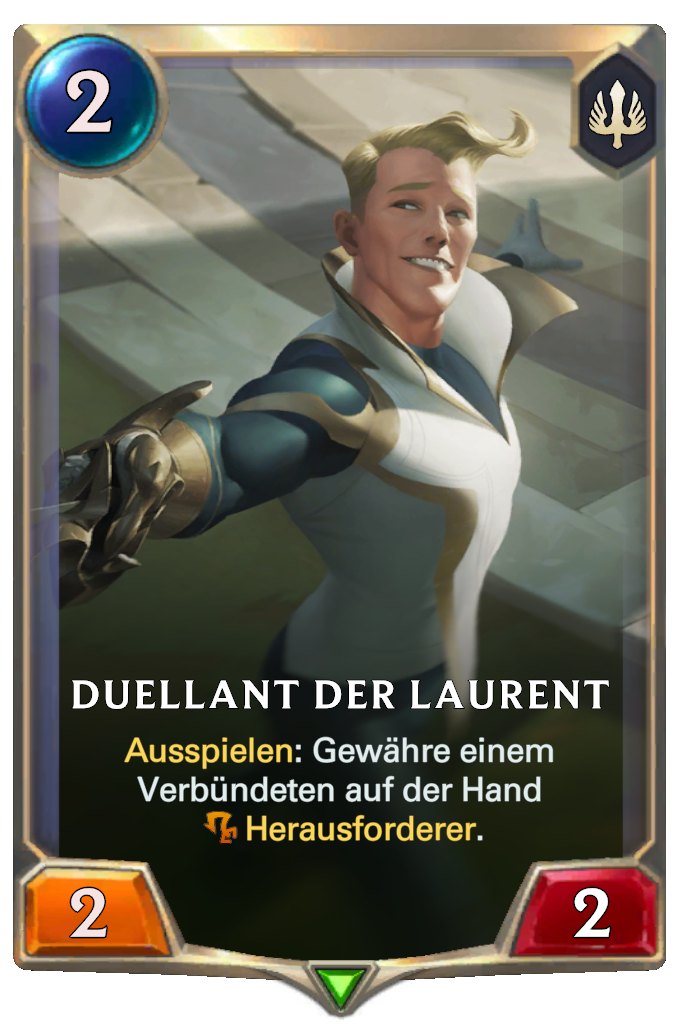 2
DUELLANT DER LAURENT
Ausspielen: Gewähre einem
Verbündeten auf der Hand
Herausforderer.
2
2